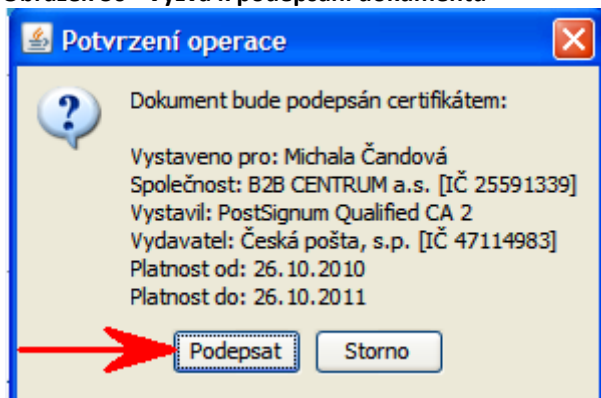 Potvrzení operace
Dokument bude podepsán certifikátem:
Vystaveno pro: Michala Čandová
Společnost: B2B CENTRUM a.s. [IČ 25591339]
Vystavil: PostSignum Qualified CA 2
Vydavatel: Česká pošta, s.p. [IČ 47114983]
Platnost od: 26.10.2010
Platnost do: 26.10.2011
Podepsat Storno